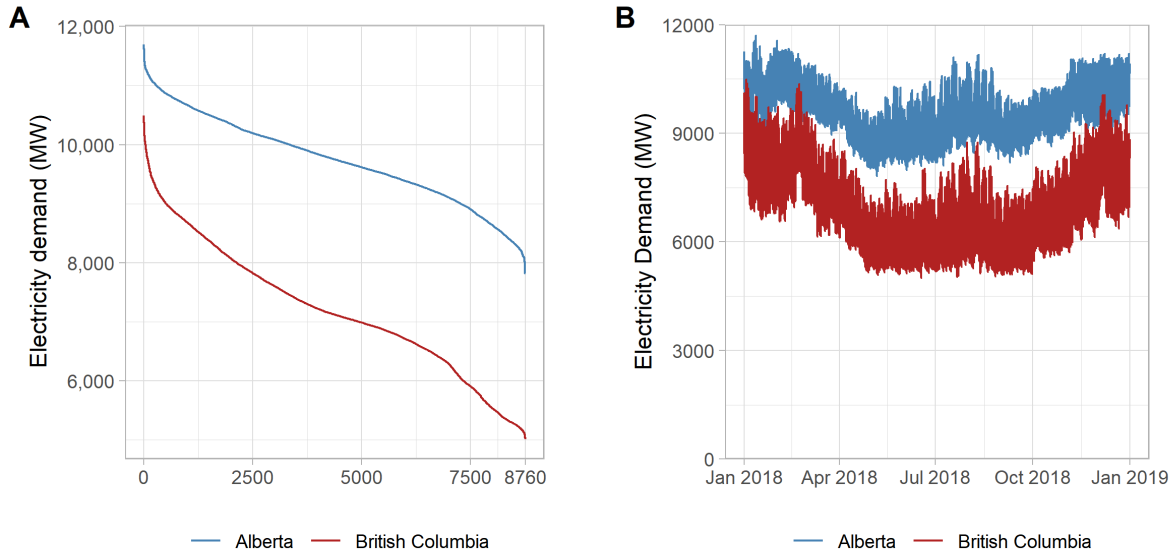 A
Electricity demand (MW)
12,000
10,000
8,000
6,000
0 2500 5000 7500 8760
Alberta British Columbia
B
Electricity Demand (MW)
12000
9000
6000
3000
0
Jan 2018 Apr 2018 Jul 2018 Oct 2018 Jan 2019
Alberta British Columbia